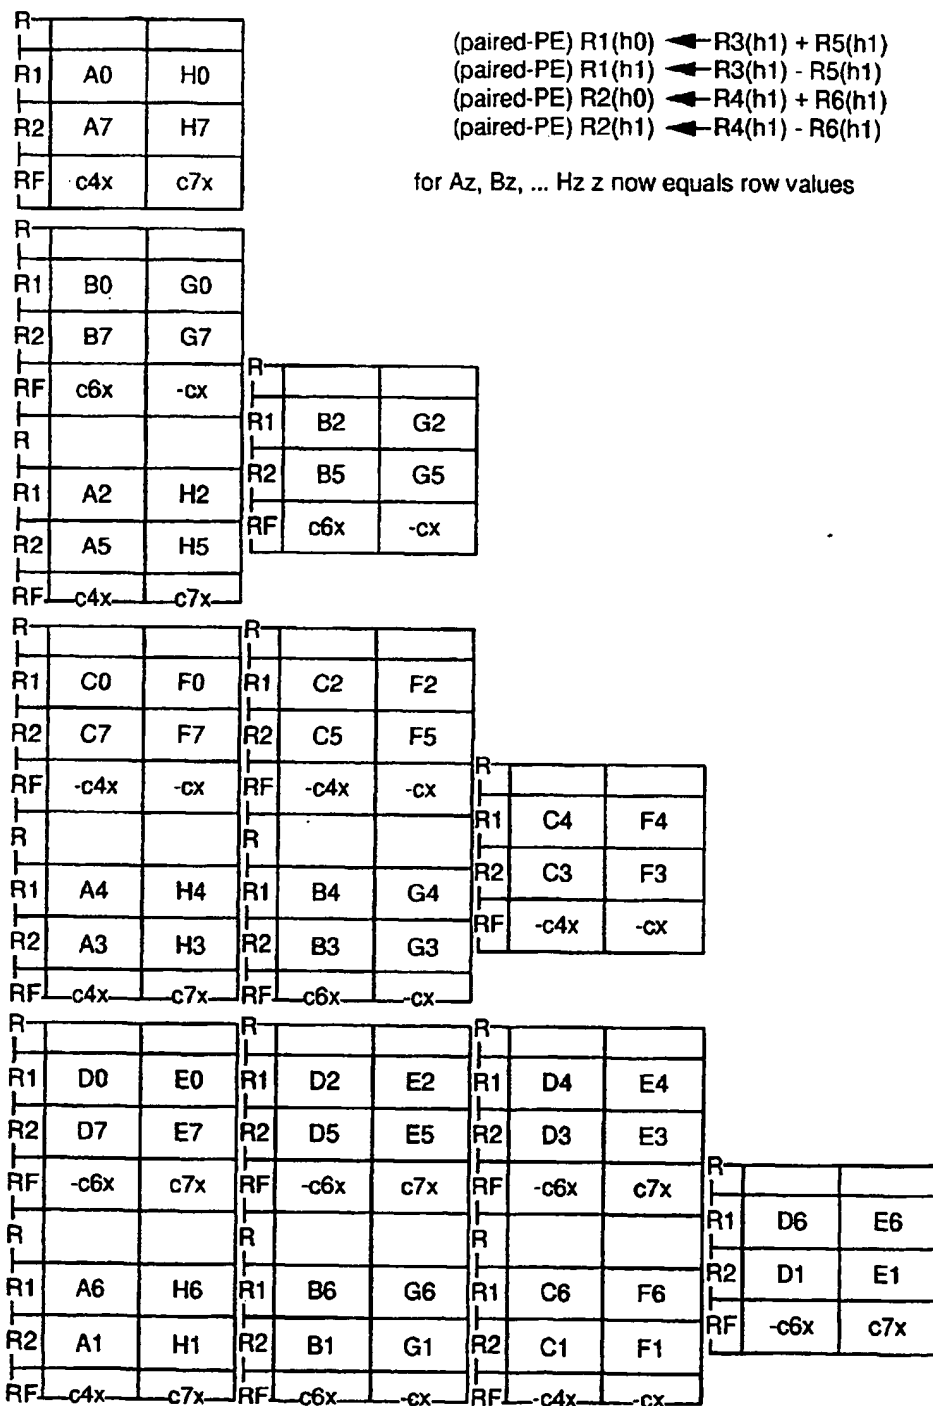 (paired-PE) R1(h0) ◄─R3(h1) + R5(h1)
(paired-PE) R1(h1) ◄─R3(h1) - R5(h1)
(paired-PE) R2(h0) ◄─R4(h1) + R6(h1)
(paired-PE) R2(h1) ◄─R4(h1) - R6(h1)
for Az, Bz, ... Hz z now equals row values
R
R1 A0 H0
R2 A7 H7
RF c4x c7x
R
R1 B0 G0
R2 B7 G7
RF c6x -cx
R
R1 A2 H2
R2 A5 H5
RF c4x c7x
R
R1 B2 G2
R2 B5 G5
RF c6x -cx
R
R1 C0 F0
R2 C7 F7
RF -c4x -cx
R
R1 A4 H4
R2 A3 H3
RF c4x c7x
R
R1 C2 F2
R2 C5 F5
RF -c4x -cx
R
R1 B4 G4
R2 B3 G3
RF c6x -cx
R
R1 C4 F4
R2 C3 F3
RF -c4x -cx
R
R1 D0 E0
R2 D7 E7
RF -c6x c7x
R
R1 A6 H6
R2 A1 H1
RF c4x c7x
R
R1 D2 E2
R2 D5 E5
RF -c6x c7x
R
R1 B6 G6
R2 B1 G1
RF c6x -cx
R
R1 D4 E4
R2 D3 E3
RF -c6x c7x
R
R1 C6 F6
R2 C1 F1
RF -c4x -cx
R
R1 D6 E6
R2 D1 E1
RF -c6x c7x